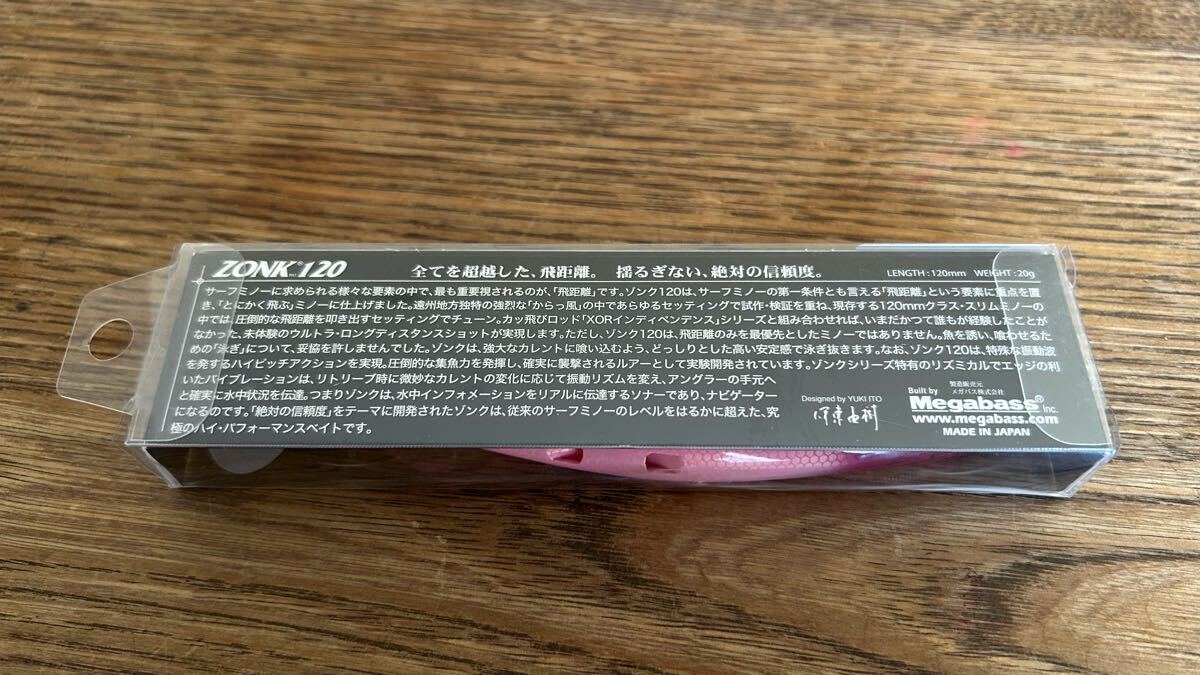 ZONK 120
全てを超越した、飛距離。 揺るぎない、絶対の信頼度。
LENGTH : 120mm WEIGHT : 20g
サーフミノーに求められる様々な要素の中で、最も重要視されるのが、「飛距離」です。ゾンク120は、サーフミノーの第一条件とも言える「飛距離」という要素に重点を置
き、「とにかく飛ぶ」ミノーに仕上げました。遠州地方独特の強烈な「からっ風」の中であらゆるセッティングで試作・検証を重ね、現存する120mmクラス・スリムミノーの
中では、圧倒的な飛距離を叩き出すセッティングでチューン。カッ飛びロッド「XORインディペンデンス」シリーズと組み合わせれば、いまだかつて誰もが経験したことが
なかった、未体験のウルトラ・ロングディスタンスショットが実現します。ただし、ゾンク120は、飛距離のみを最優先としたミノーではありません。魚を誘い、喰わせるた
めの「泳ぎ」について、妥協を許しませんでした。ゾンクは、強大なカレントに喰い込むよう、どっしりとした高い安定感で泳ぎ抜きます。なお、ゾンク120は、特殊な振動波
を発するハイピッチアクションを実現。圧倒的な集魚力を発揮し、確実に襲撃されるルアーとして実験開発されています。ゾンクシリーズ特有のリズミカルでエッジの利
いたバイブレーションは、リトリーブ時に微妙なカレントの変化に応じて振動リズムを変え、アングラーの手元へ
と確実に水中状況を伝達。つまりゾンクは、水中インフォメーションをリアルに伝達するソナーであり、ナビゲーター
になるのです。「絶対の信頼度」をテーマに開発されたゾンクは、従来のサーフミノーのレベルをはるかに超えた、究
極のハイ・パフォーマンスベイトです。
Designed by YUKI ITO
伊東由樹
Built by
製造販売元
メガバス株式会社
Megabass® Inc.
www.megabass.com
MADE IN JAPAN